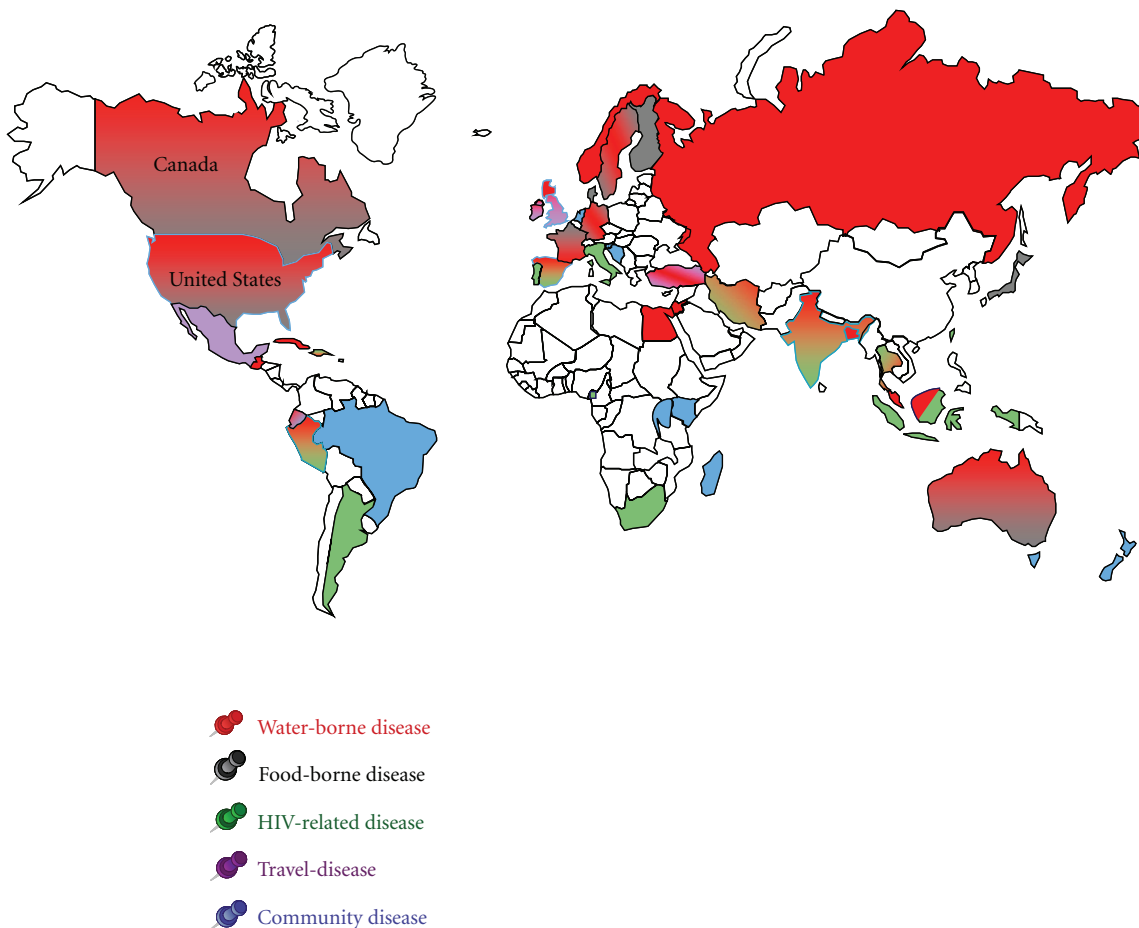 Canada
United States
Water-borne disease
Food-borne disease
HIV-related disease
Travel-disease
Community disease